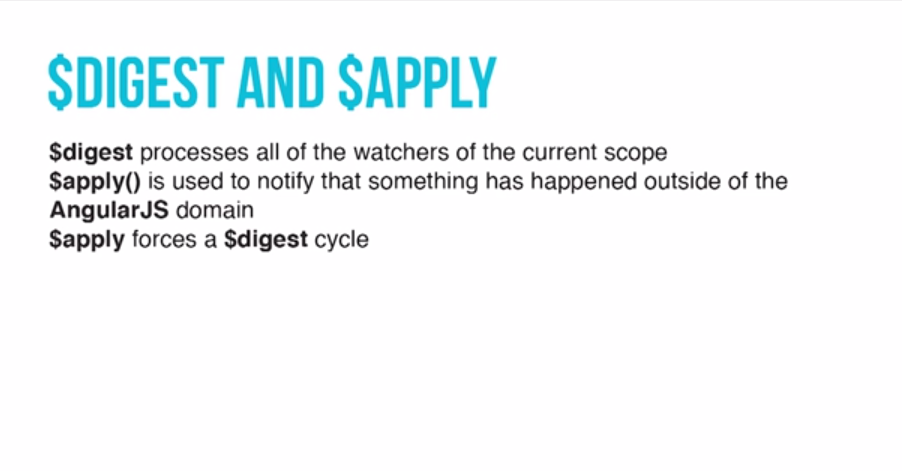 $DIGEST AND $APPLY
$digest processes all of the watchers of the current scope
$apply() is used to notify that something has happened outside of the
AngularJS domain
$apply forces a $digest cycle